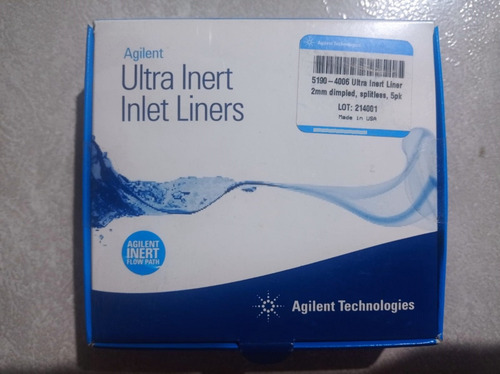 Agilent
Ultra Inert
Inlet Liners
Agilent Technologies
5190-4006 Ultra Inert Liner
2mm dimpled, splitless, 5pk
LOT: 214001
Made in USA
AGILENT
INERT
FLOW PATH
Agilent Technologies